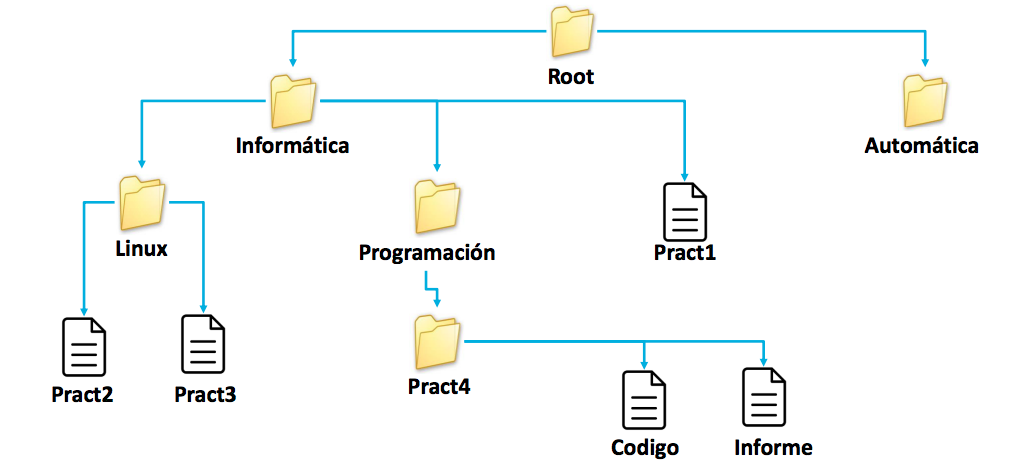 Root
Informática
Automática
Linux
Programación
Pract1
Pract2
Pract3
Pract4
Codigo
Informe